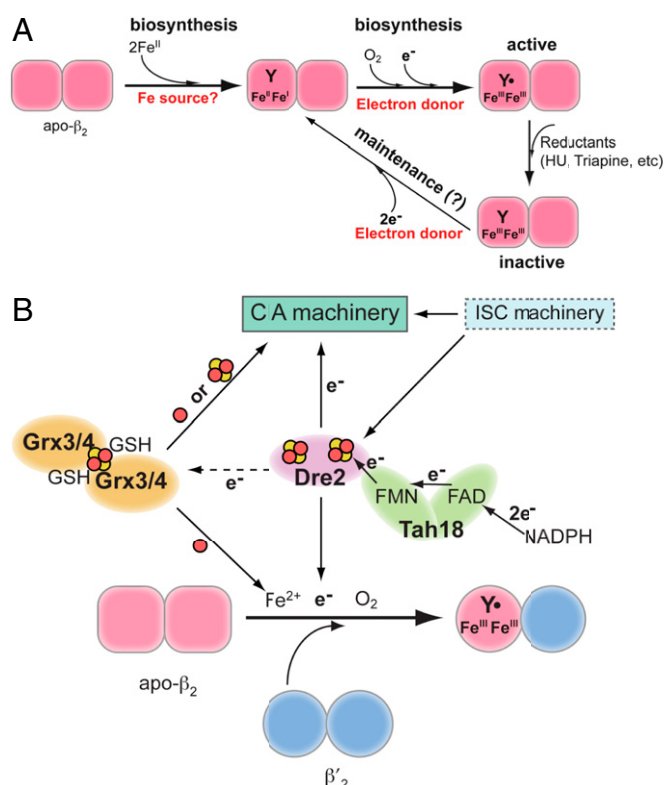 A
biosynthesis
biosynthesis
2Fe^II
O₂
e-
active
Y
Fe^II Fe^I
Y•
Fe^III Fe^III
Fe source?
Electron donor
apo-β₂
Reductants
(HU, Triapine, etc)
maintenance (?)
2e-
Electron donor
Y
Fe^III Fe^III
inactive
B
C A machinery
ISC machinery
or
e-
Grx3/4
GSH
GSH
Grx3/4
e-
Dre2
e-
FMN
e-
FAD
Tah18
2e-
NADPH
Fe²⁺
e-
O₂
Y•
Fe^III Fe^III
apo-β₂
β'₂